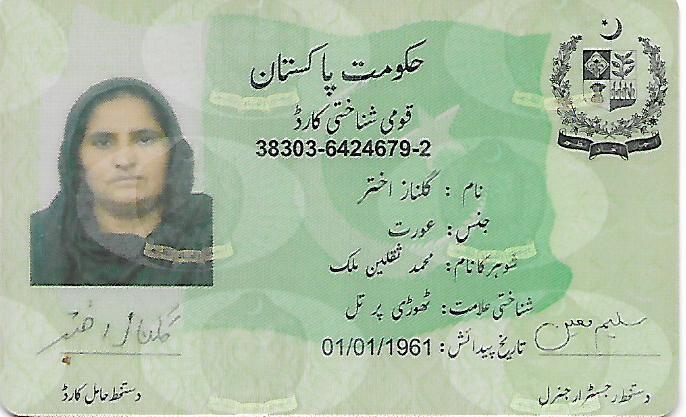 حکومت پاکستان
قومی شناختی کارڈ
38303-6424679-2
نام : گلناز اختر
جنس: عورت
شوہر کا نام: محمد ثقلین ملک
شناختی علامت: ٹھوڑی پر تل
تاریخ پیدائش: 01/01/1961
گلناز اختر
سلیم معین
دستخط حامل کارڈ
دستخط رجسٹرار جنرل